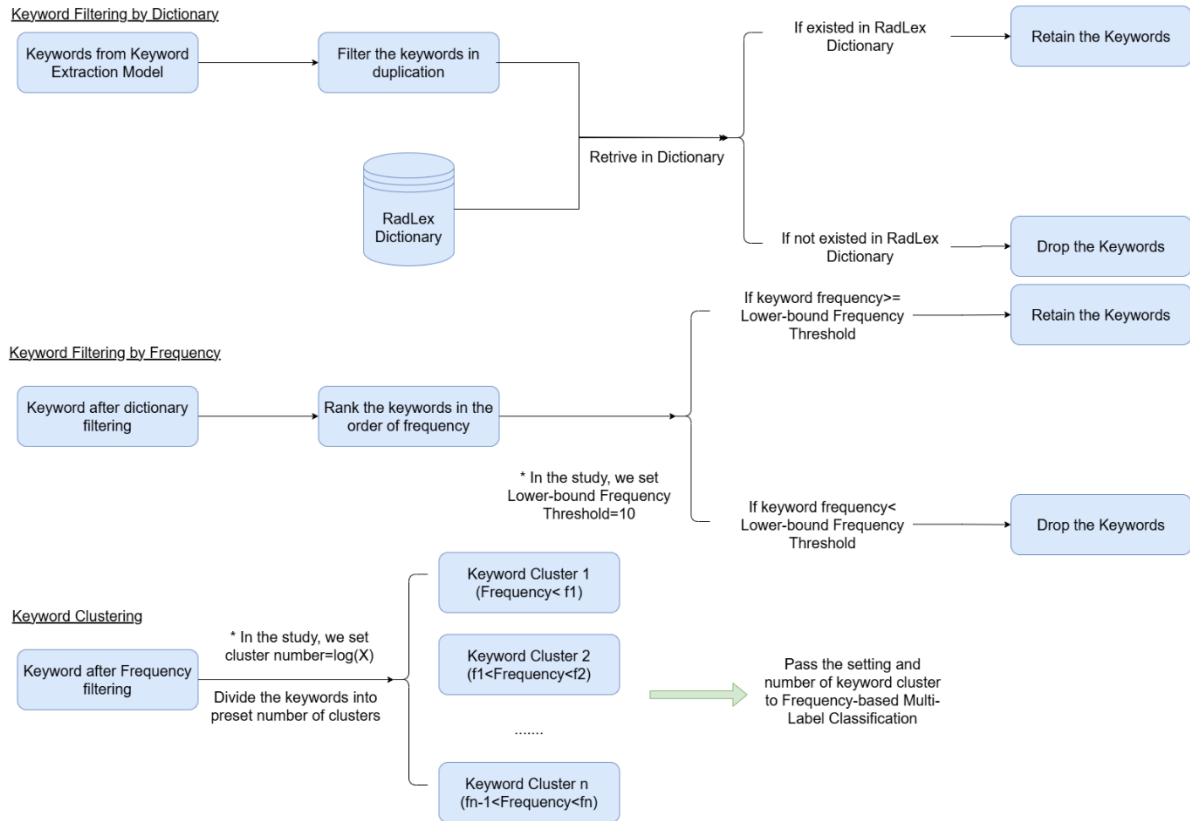 Keyword Filtering by Dictionary
Keywords from Keyword
Extraction Model
Filter the keywords in
duplication
RadLex
Dictionary
Retrive in Dictionary
If existed in RadLex
Dictionary
Retain the Keywords
If not existed in RadLex
Dictionary
Drop the Keywords
Keyword Filtering by Frequency
Keyword after dictionary
filtering
Rank the keywords in the
order of frequency
* In the study, we set
Lower-bound Frequency
Threshold=10
If keyword frequency>=
Lower-bound Frequency
Threshold
Retain the Keywords
If keyword frequency<
Lower-bound Frequency
Threshold
Drop the Keywords
Keyword Clustering
Keyword after Frequency
filtering
* In the study, we set
cluster number=log(X)
Divide the keywords into
preset number of clusters
Keyword Cluster 1
(Frequency< f1)
Keyword Cluster 2
(f1<Frequency<f2)
.......
Keyword Cluster n
(fn-1<Frequency<fn)
Pass the setting and
number of keyword cluster
to Frequency-based Multi-
Label Classification